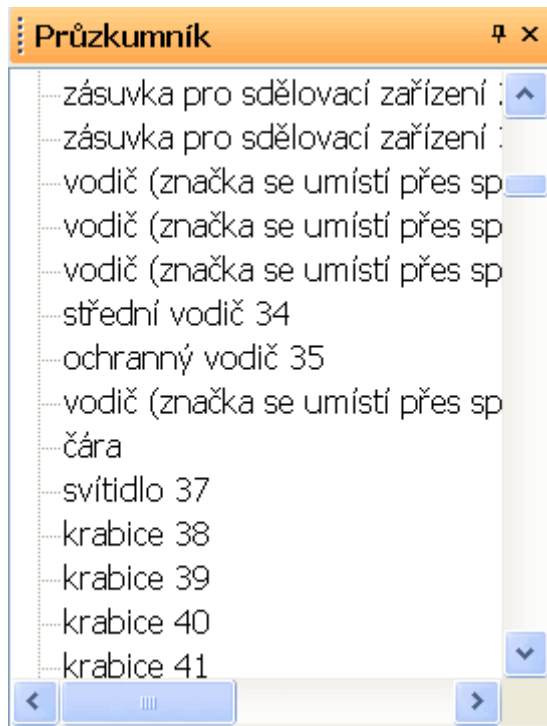 Průzkumník
zásuvka pro sdělovací zařízení
zásuvka pro sdělovací zařízení
vodič (značka se umístí přes sp
vodič (značka se umístí přes sp
vodič (značka se umístí přes sp
střední vodič 34
ochranný vodič 35
vodič (značka se umístí přes sp
čára
svítidlo 37
krabice 38
krabice 39
krabice 40
krabice 41